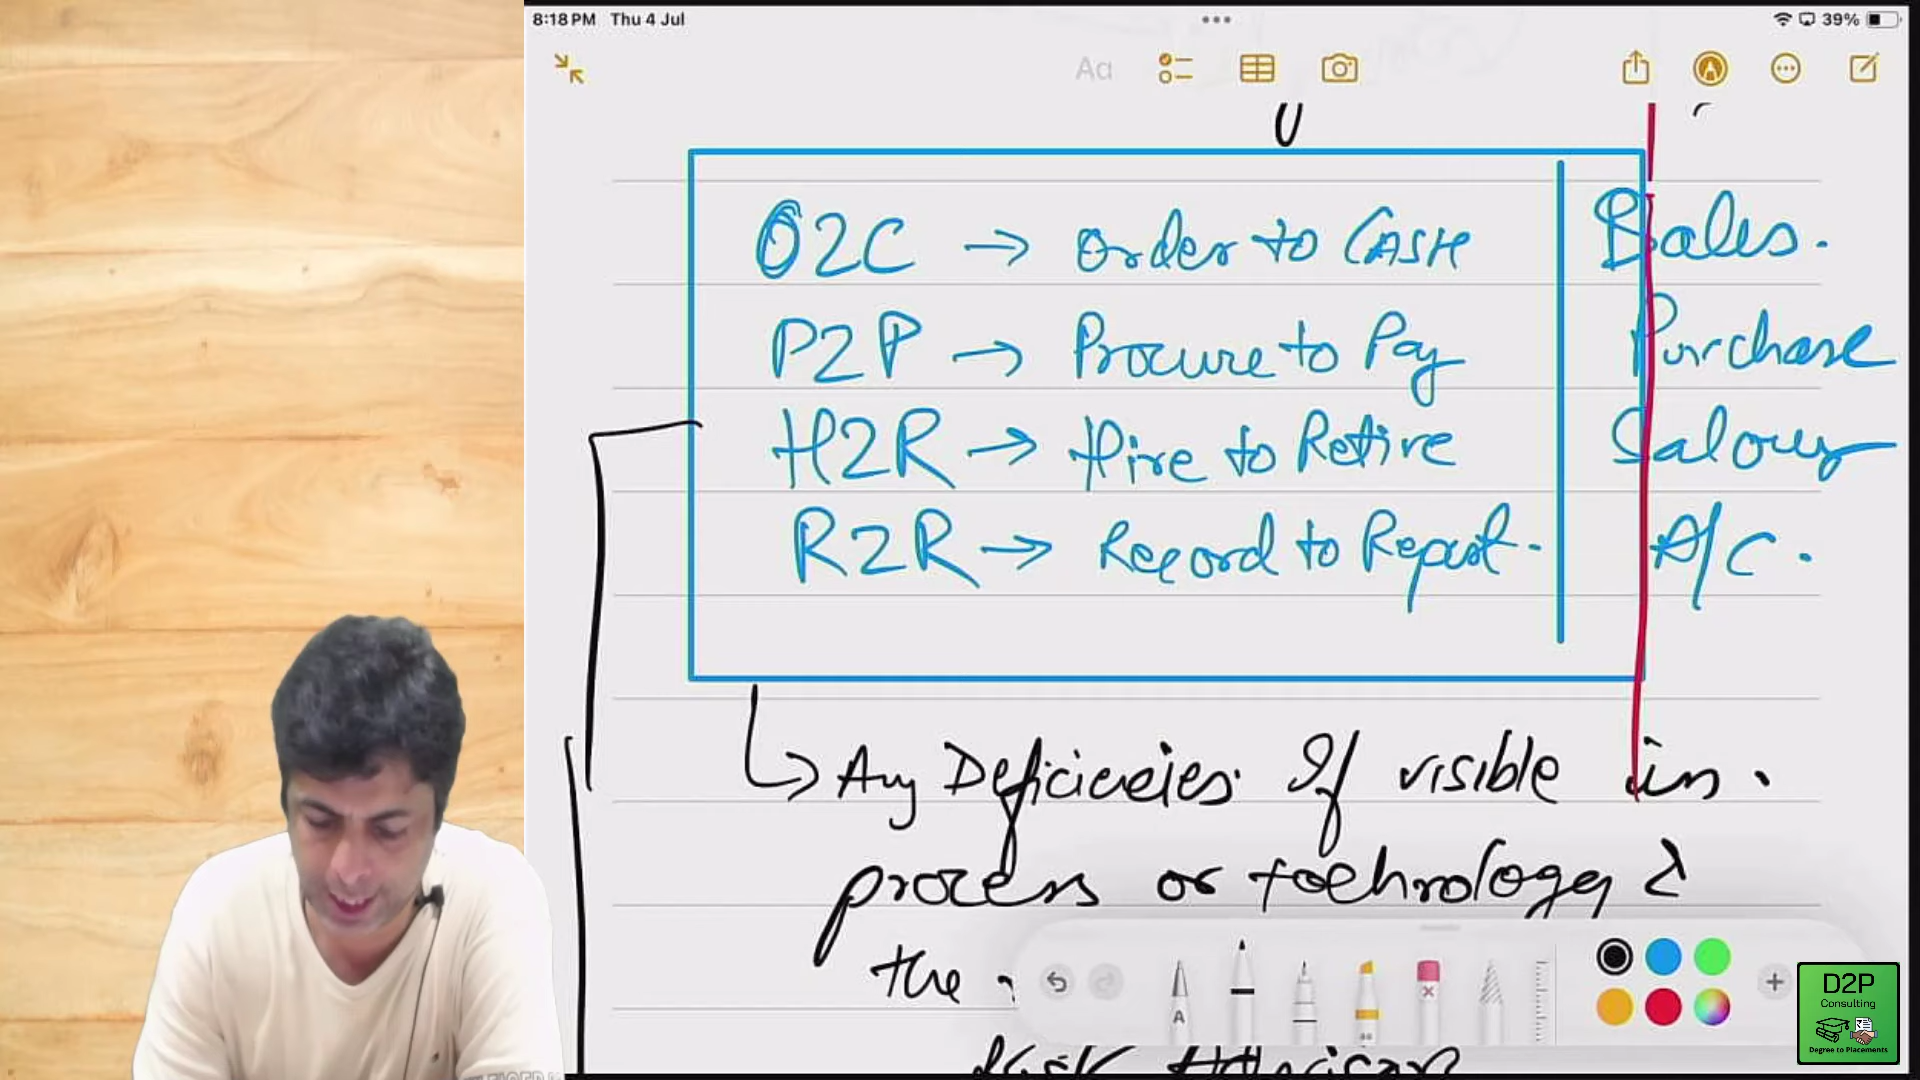 8:18 PM Thu 4 Jul 39%
Aa
O2C → Order to CASH Sales.
P2P → Procure to Pay Purchase
H2R → Hire to Retire Salary
R2R → Record to Report. A/C.
↳ Any Deficiencies. If visible in.
process or technology &
the
Risk
A
80
D2P
Consulting
Degree to Placements